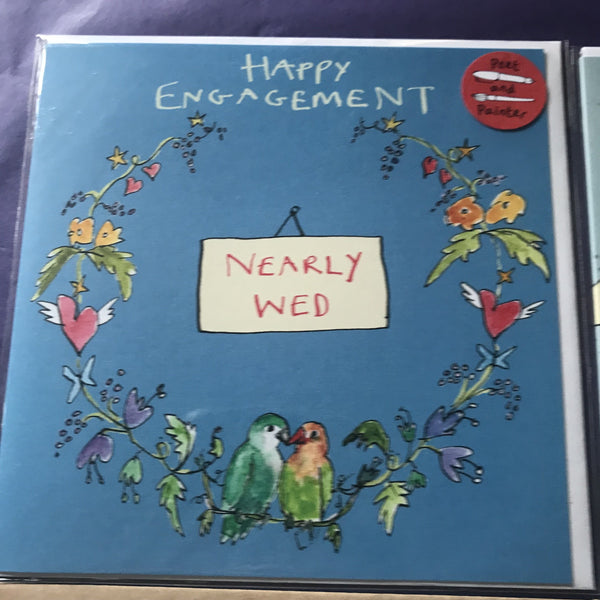 HAPPY
ENGAGEMENT
Poet
and
Painter
NEARLY
WED